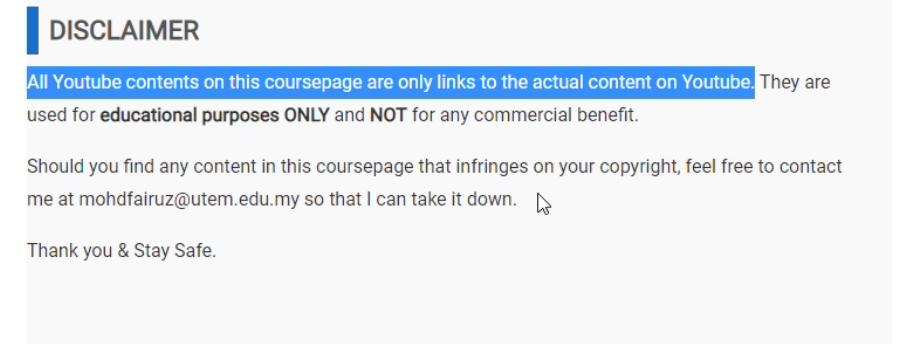 DISCLAIMER
All Youtube contents on this coursepage are only links to the actual content on Youtube. They are
used for educational purposes ONLY and NOT for any commercial benefit.
Should you find any content in this coursepage that infringes on your copyright, feel free to contact
me at mohdfairuz@utem.edu.my so that I can take it down.
Thank you & Stay Safe.